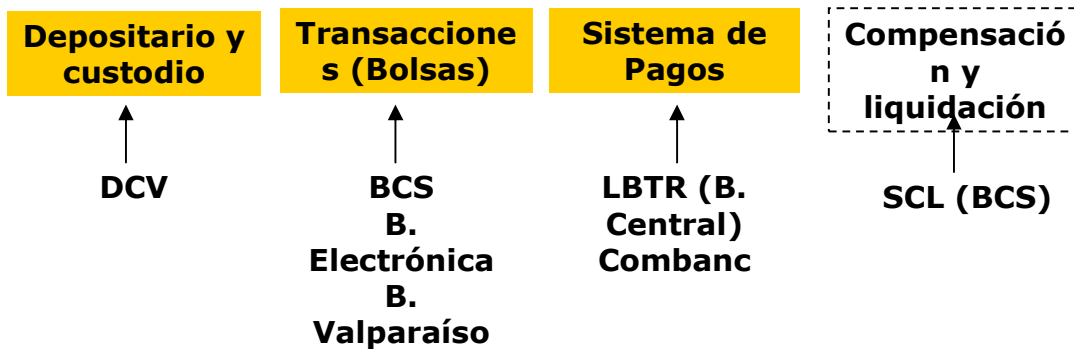 Depositario y
custodio
Transaccione
s (Bolsas)
Sistema de
Pagos
Compensació
n y
liquidación
DCV
BCS
B.
Electrónica
B.
Valparaíso
LBTR (B.
Central)
Combanc
SCL (BCS)